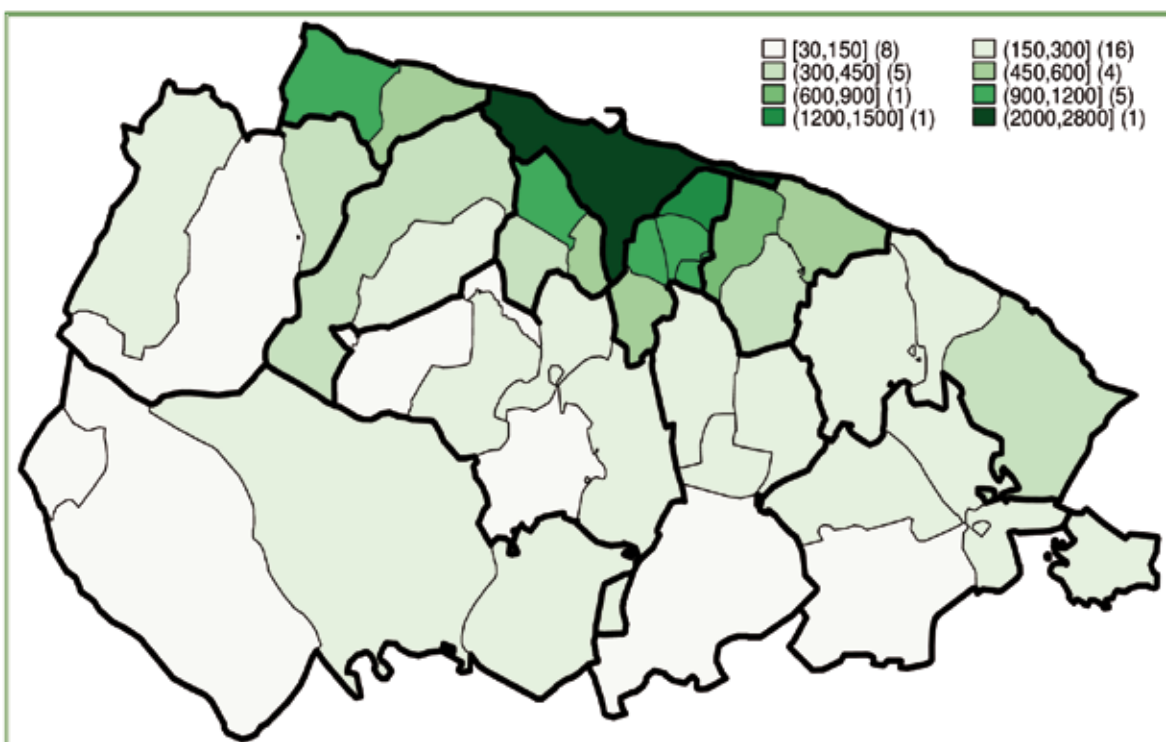 [30,150] (8) (150,300] (16)
(300,450] (5) (450,600] (4)
(600,900] (1) (900,1200] (5)
(1200,1500] (1) (2000,2800] (1)